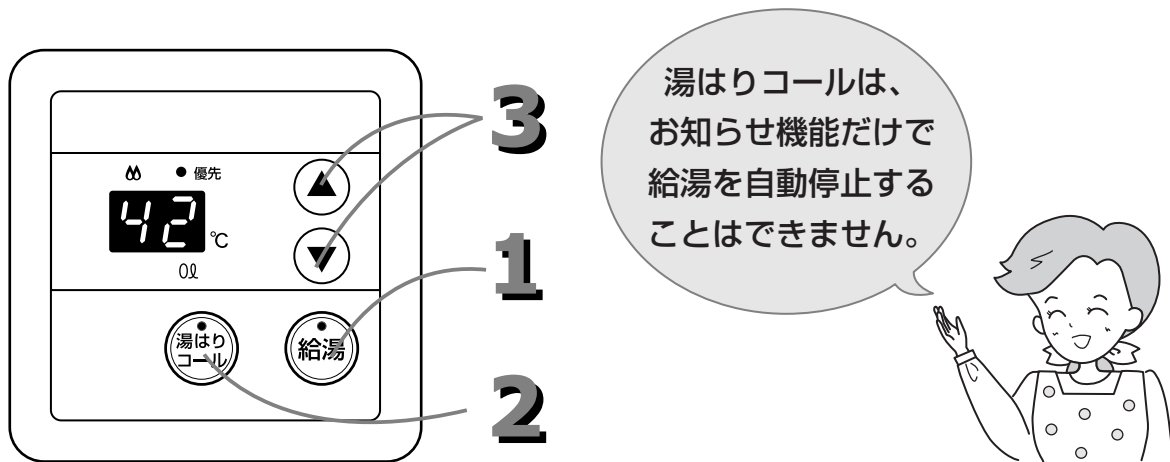 優先
42
℃
0ℓ
湯はり
コール
給湯
3
1
2
湯はりコールは、
お知らせ機能だけで
給湯を自動停止する
ことはできません。